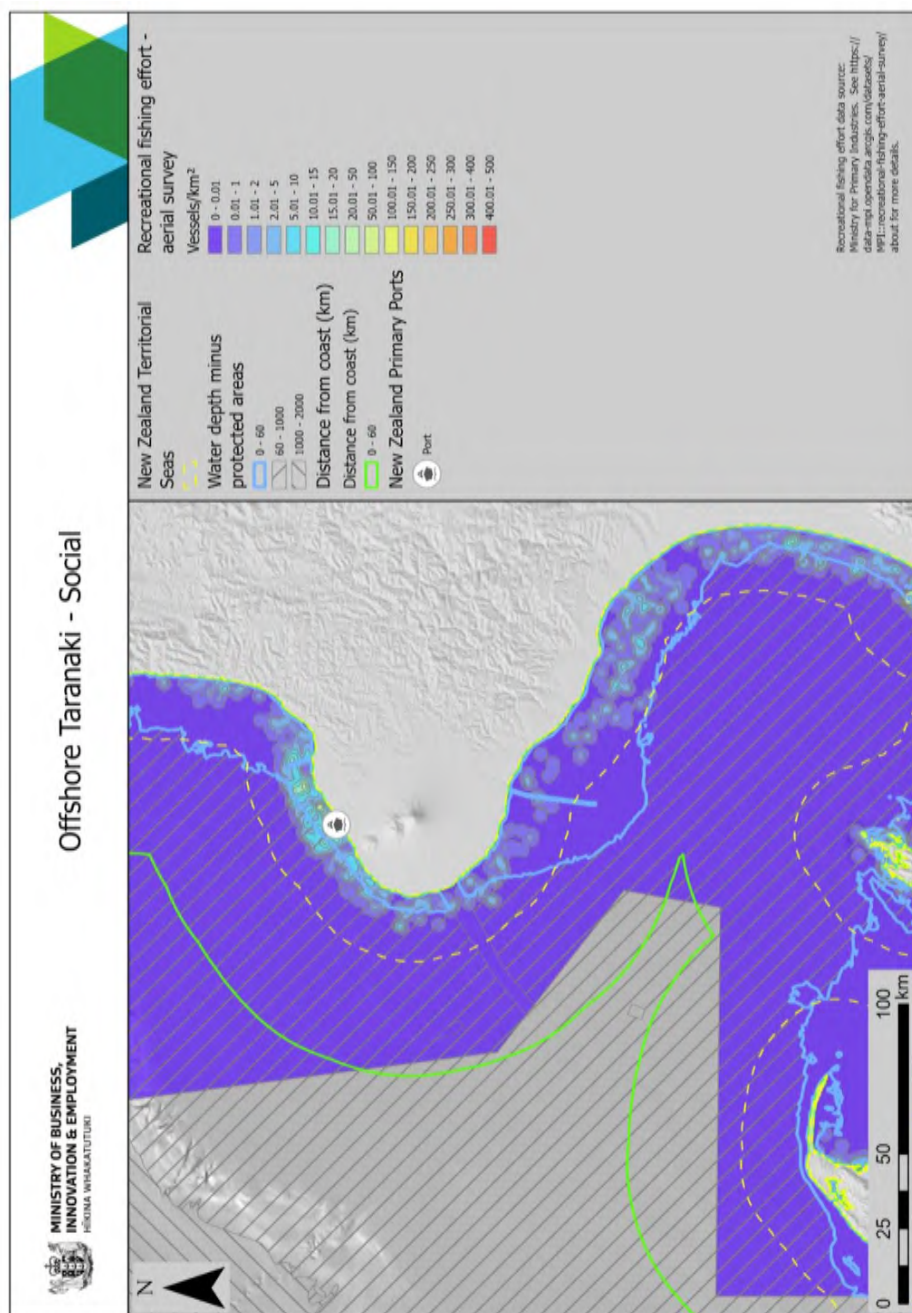 MINISTRY OF BUSINESS,
INNOVATION & EMPLOYMENT
HĪKINA WHAKATUTUKI
Offshore Taranaki - Social
N
0
25
50
100
km
New Zealand Territorial
Seas
Water depth minus
protected areas
0 - 60
60 - 1000
1000 - 2000
Distance from coast (km)
Distance from coast (km)
0 - 60
New Zealand Primary Ports
Port
Recreational fishing effort -
aerial survey
Vessels/km²
0 - 0.01
0.01 - 1
1.01 - 2
2.01 - 5
5.01 - 10
10.01 - 15
15.01 - 20
20.01 - 50
50.01 - 100
100.01 - 150
150.01 - 200
200.01 - 250
250.01 - 300
300.01 - 400
400.01 - 500
Recreational fishing effort data source:
Ministry for Primary Industries. See https://
data-mpi.opendata.arcgis.com/datasets/
MPI::recreational-fishing-effort-aerial-survey/
about for more details.